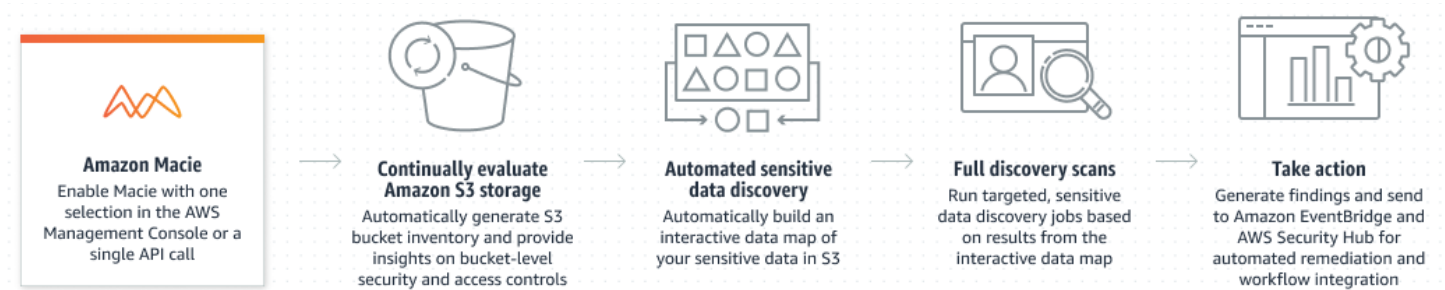 Amazon Macie
Enable Macie with one
selection in the AWS
Management Console or a
single API call
Continually evaluate
Amazon S3 storage
Automatically generate S3
bucket inventory and provide
insights on bucket-level
security and access controls
Automated sensitive
data discovery
Automatically build an
interactive data map of
your sensitive data in S3
Full discovery scans
Run targeted, sensitive
data discovery jobs based
on results from the
interactive data map
Take action
Generate findings and send
to Amazon EventBridge and
AWS Security Hub for
automated remediation and
workflow integration